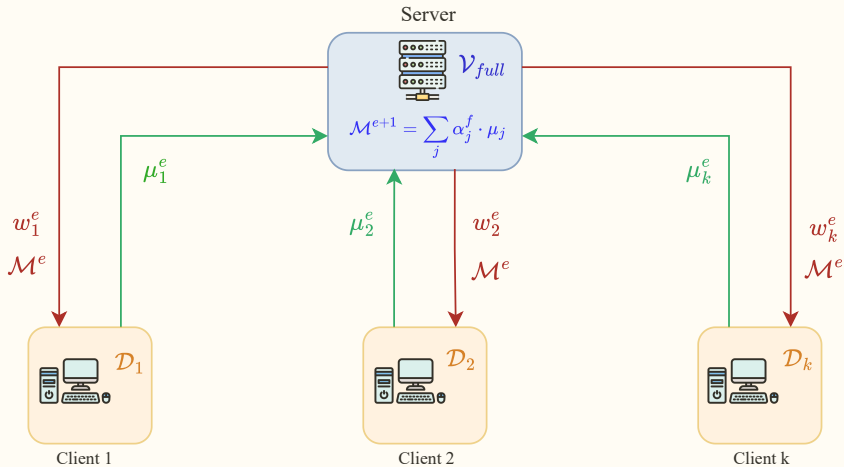 Server
𝒱_full
ℳ^{e+1} = ∑_j α_j^f · μ_j
μ_1^e
μ_k^e
w_1^e
ℳ^e
μ_2^e
w_2^e
ℳ^e
w_k^e
ℳ^e
𝒟_1
𝒟_2
𝒟_k
Client 1
Client 2
Client k